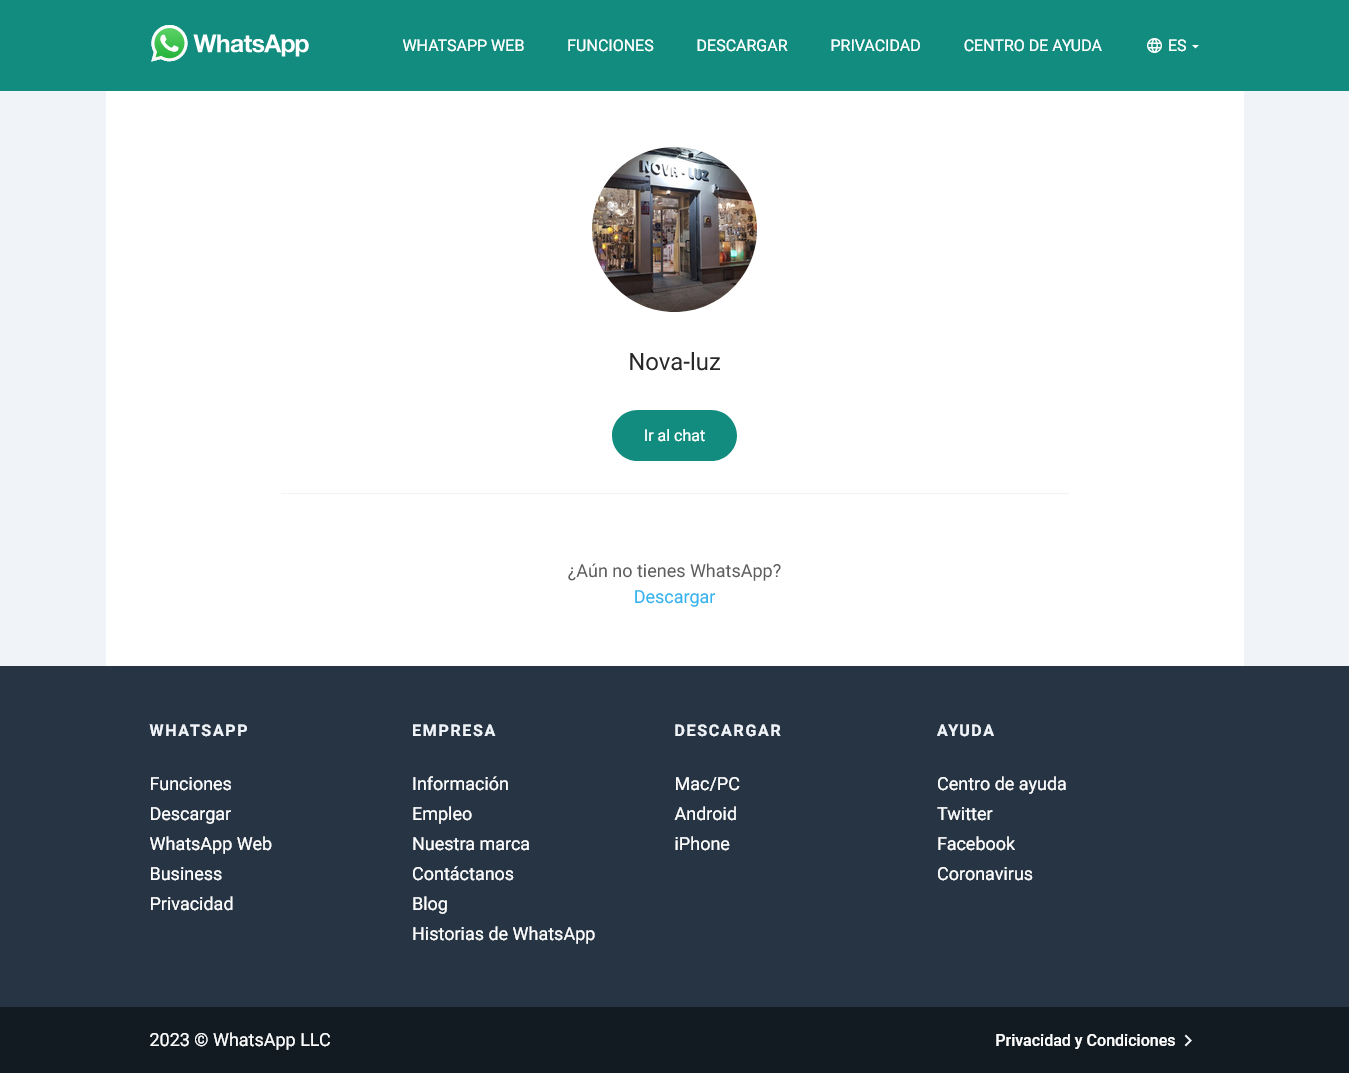 WhatsApp
WHATSAPP WEB
FUNCIONES
DESCARGAR
PRIVACIDAD
CENTRO DE AYUDA
ES
NOVA-LUZ
Nova-luz
Ir al chat
¿Aún no tienes WhatsApp?
Descargar
WHATSAPP
Funciones
Descargar
WhatsApp Web
Business
Privacidad
EMPRESA
Información
Empleo
Nuestra marca
Contáctanos
Blog
Historias de WhatsApp
DESCARGAR
Mac/PC
Android
iPhone
AYUDA
Centro de ayuda
Twitter
Facebook
Coronavirus
2023 © WhatsApp LLC
Privacidad y Condiciones